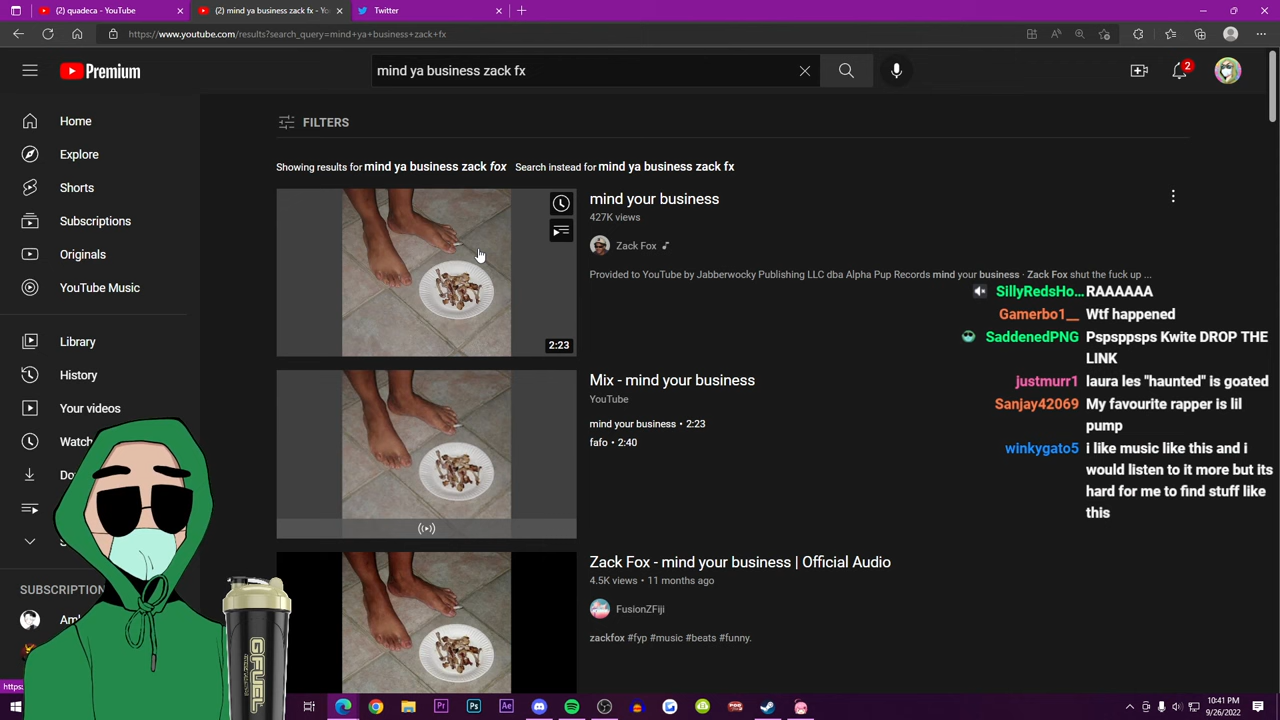 (2) quadeca - YouTube
(2) mind ya business zack fx - Yo
Twitter
https://www.youtube.com/results?search_query=mind+ya+business+zack+fx
Premium
mind ya business zack fx
2
Home
Explore
Shorts
Subscriptions
Originals
YouTube Music
Library
History
Your videos
Watch
Do
SUBSCRIPTION
FILTERS
Showing results for mind ya business zack fox Search instead for mind ya business zack fx
2:23
mind your business
427K views
Zack Fox
Provided to YouTube by Jabberwocky Publishing LLC dba Alpha Pup Records mind your business · Zack Fox shut the fuck up ...
Mix - mind your business
YouTube
mind your business • 2:23
fafo • 2:40
Zack Fox - mind your business | Official Audio
4.5K views • 11 months ago
FusionZFiji
zackfox #fyp #music #beats #funny.
SillyRedsHo... RAAAAAA
Gamerbo1__ Wtf happened
SaddenedPNG Pspsppsps Kwite DROP THE
LINK
justmurr1 laura les "haunted" is goated
Sanjay42069 My favourite rapper is lil
pump
winkygato5 i like music like this and i
would listen to it more but its
hard for me to find stuff like
this
G FUEL
https:
Pr
Ps
Ae
10:41 PM
9/26/2022